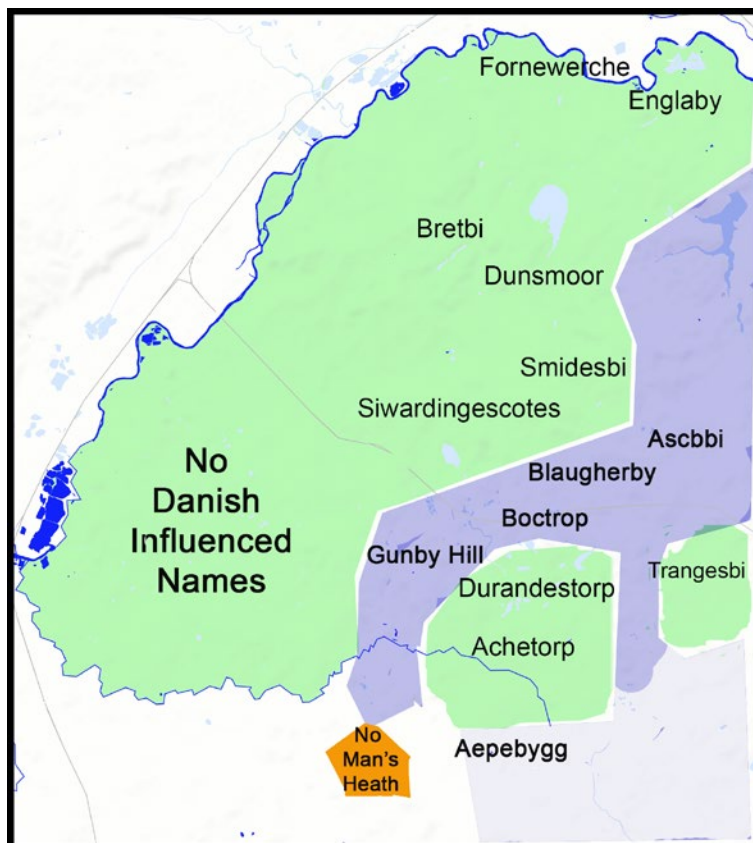 Fornewerche
Englaby
Bretbi
Dunsmoor
Smidesbi
Siwardingescotes
Ascbbi
No
Danish
Influenced
Names
Blaugherby
Boctrop
Gunby Hill
Durandestorp
Trangesbi
Achetorp
No
Man's
Heath
Aepebygg